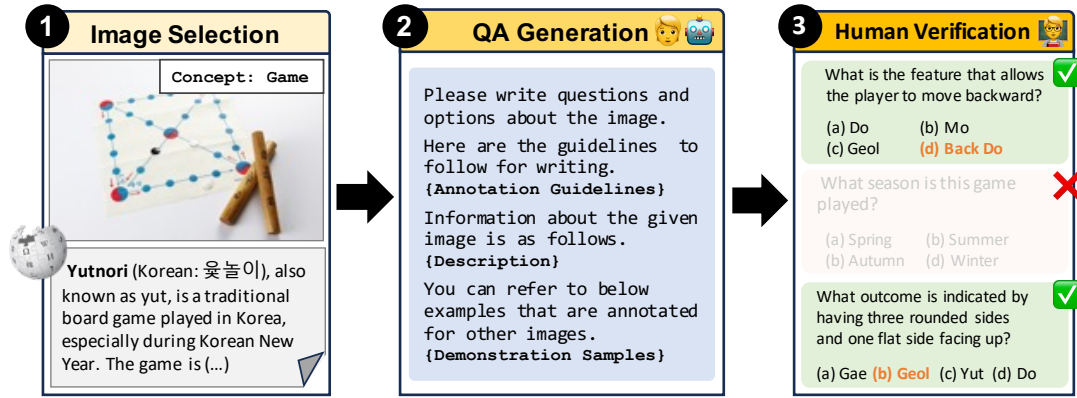 1 Image Selection
Concept: Game
Yutnori (Korean: 윷놀이), also
known as yut, is a traditional
board game played in Korea,
especially during Korean New
Year. The game is (...)
2 QA Generation
Please write questions and
options about the image.
Here are the guidelines to
follow for writing.
{Annotation Guidelines}
Information about the given
image is as follows.
{Description}
You can refer to below
examples that are annotated
for other images.
{Demonstration Samples}
3 Human Verification
What is the feature that allows
the player to move backward?
(a) Do (b) Mo
(c) Geol (d) Back Do
What season is this game
played?
(a) Spring (b) Summer
(b) Autumn (d) Winter
What outcome is indicated by
having three rounded sides
and one flat side facing up?
(a) Gae (b) Geol (c) Yut (d) Do